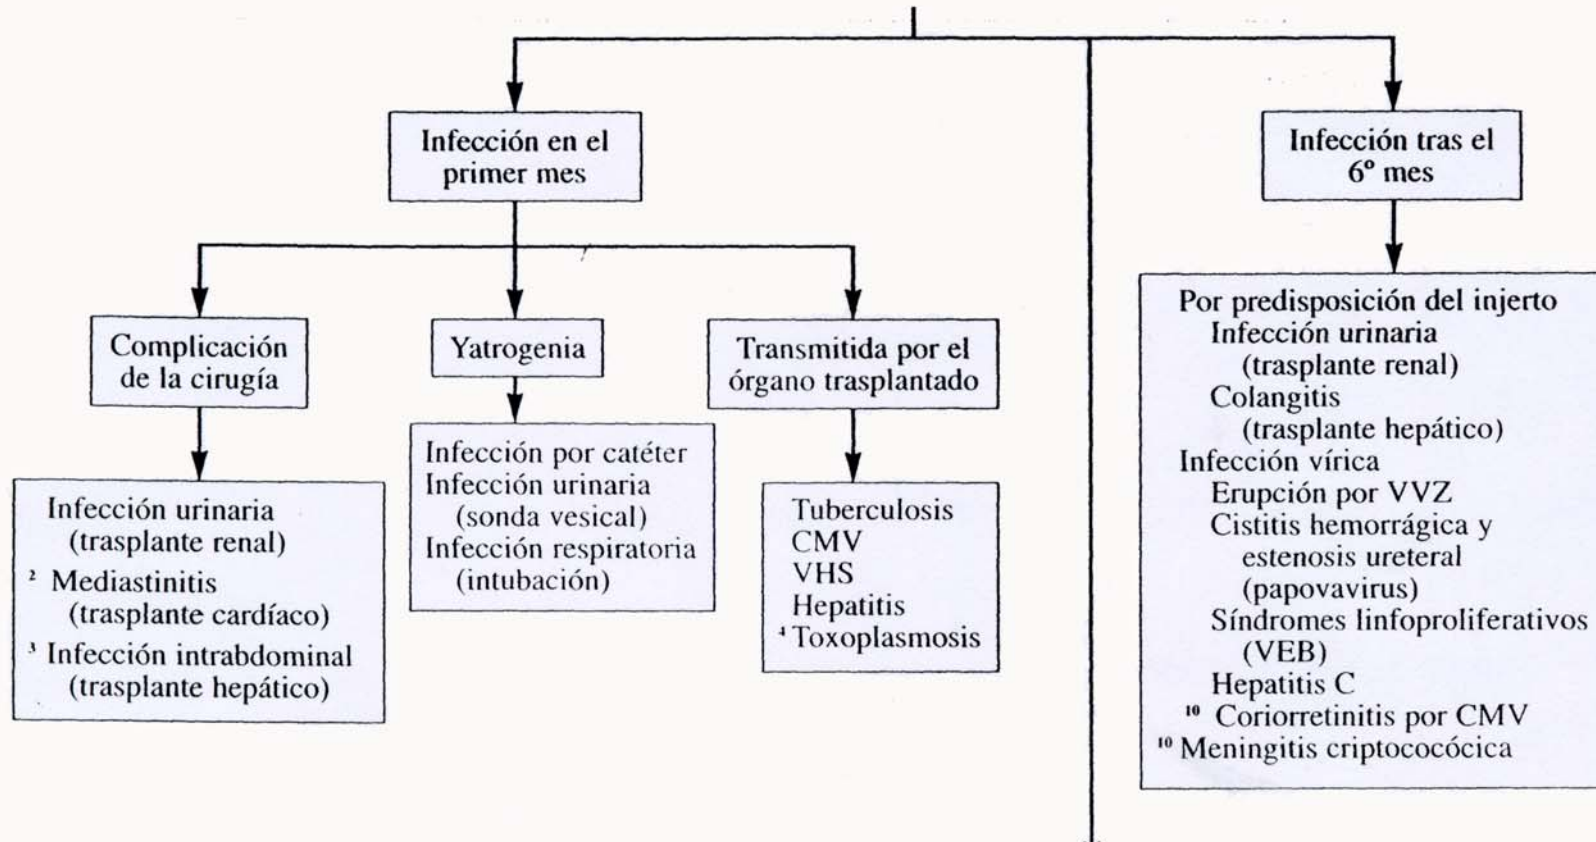 Infección en el
primer mes
Infección tras el
6º mes
Complicación
de la cirugía
Yatrogenia
Transmitida por el
órgano trasplantado
Infección urinaria
(trasplante renal)
² Mediastinitis
(trasplante cardíaco)
³ Infección intrabdominal
(trasplante hepático)
Infección por catéter
Infección urinaria
(sonda vesical)
Infección respiratoria
(intubación)
Tuberculosis
CMV
VHS
Hepatitis
⁴ Toxoplasmosis
Por predisposición del injerto
Infección urinaria
(trasplante renal)
Colangitis
(trasplante hepático)
Infección vírica
Erupción por VVZ
Cistitis hemorrágica y
estenosis ureteral
(papovavirus)
Síndromes linfoproliferativos
(VEB)
Hepatitis C
¹⁰ Coriorretinitis por CMV
¹⁰ Meningitis criptocócica